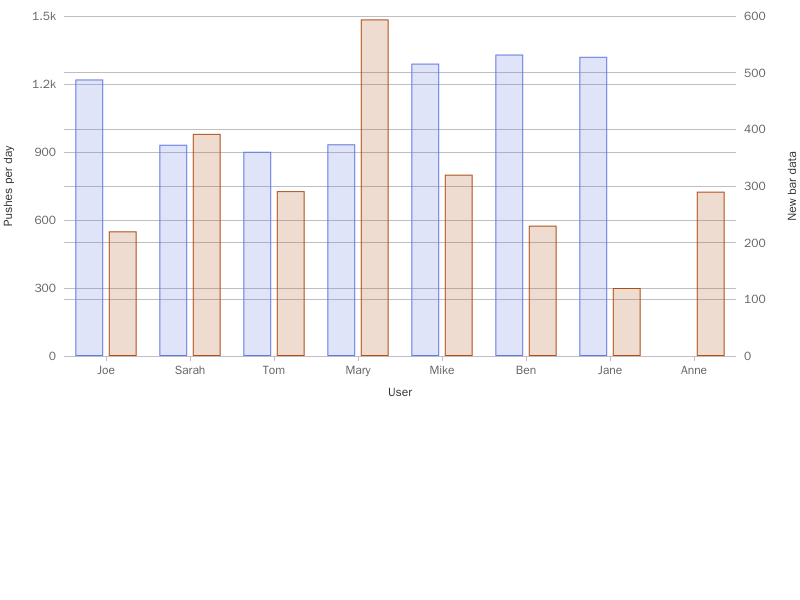 1.5k
1.2k
900
600
300
0
Pushes per day
600
500
400
300
200
100
0
New bar data
Joe Sarah Tom Mary Mike Ben Jane Anne
User